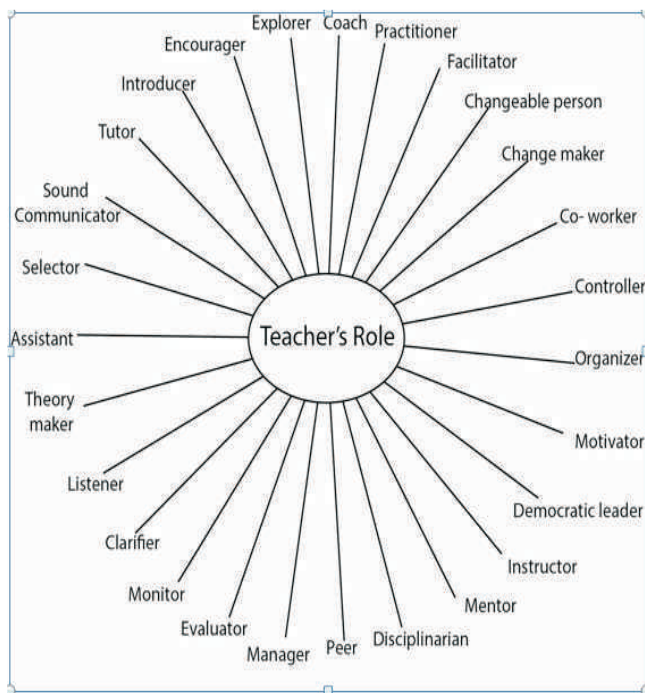 Explorer
Coach
Practitioner
Encourager
Facilitator
Introducer
Changeable person
Tutor
Change maker
Sound
Communicator
Co- worker
Selector
Controller
Assistant
Teacher's Role
Organizer
Theory
maker
Motivator
Listener
Democratic leader
Clarifier
Instructor
Monitor
Mentor
Evaluator
Disciplinarian
Manager
Peer